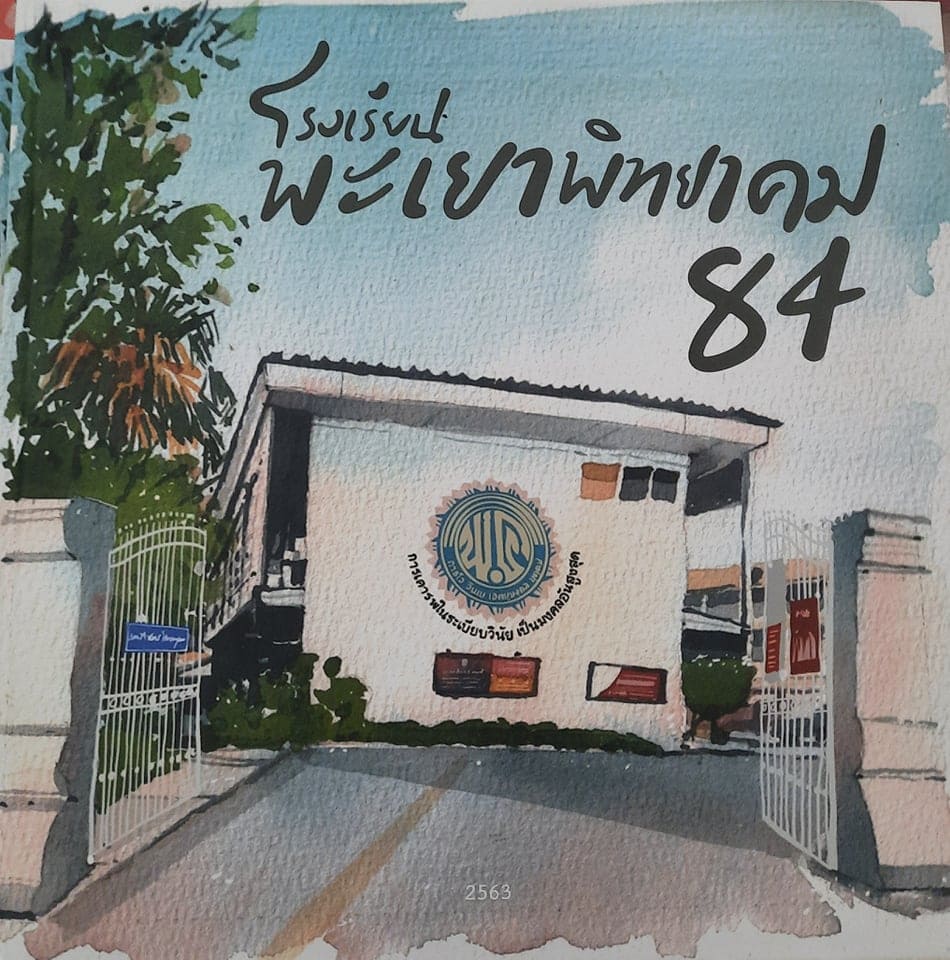 โรงเรียน
พะเยาพิทยาคม
84
พ.ค
การเคารพในระเบียบวินัย เป็นมงคลอันสูงสุด
2563